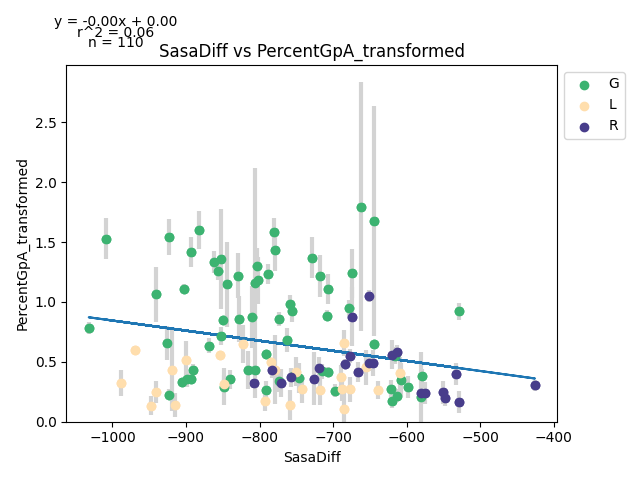 y = -0.00x + 0.00
r^2 = 0.06
n = 110
SasaDiff vs PercentGpA_transformed
G
L
R
PercentGpA_transformed
2.5
2.0
1.5
1.0
0.5
0.0
−1000 −900 −800 −700 −600 −500 −400
SasaDiff